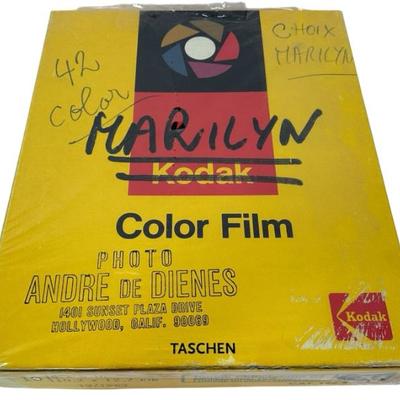 42
color
CHOIX
MARILYN
MARILYN
Kodak
Color Film
PHOTO
ANDRE DE DIENES
1401 SUNSET PLAZA DRIVE
HOLLYWOOD, CALIF. 90069
Kodak
TASCHEN